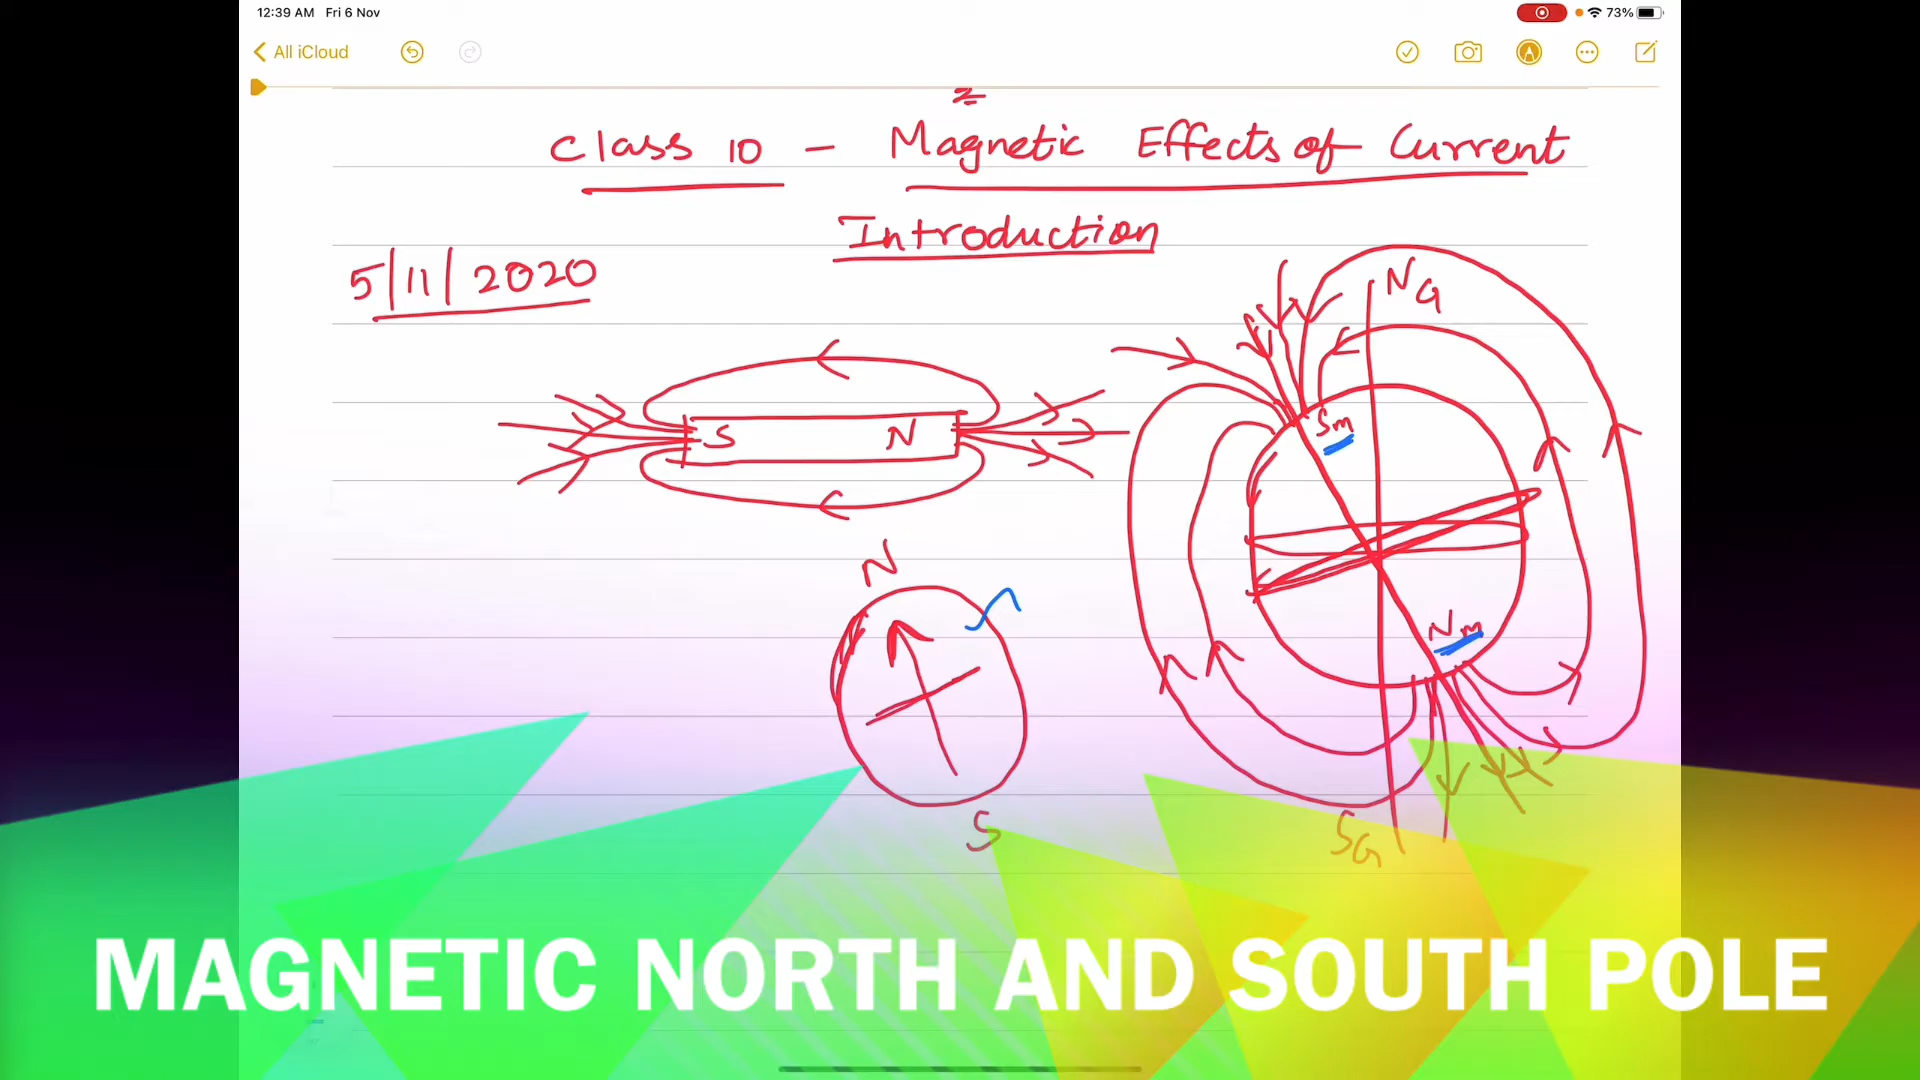 12:39 AM Fri 6 Nov
73%
All iCloud
Class 10 - Magnetic Effects of Current
Introduction
5/11/2020
NG
S N
Sm
N
Nm
S
SG
MAGNETIC NORTH AND SOUTH POLE